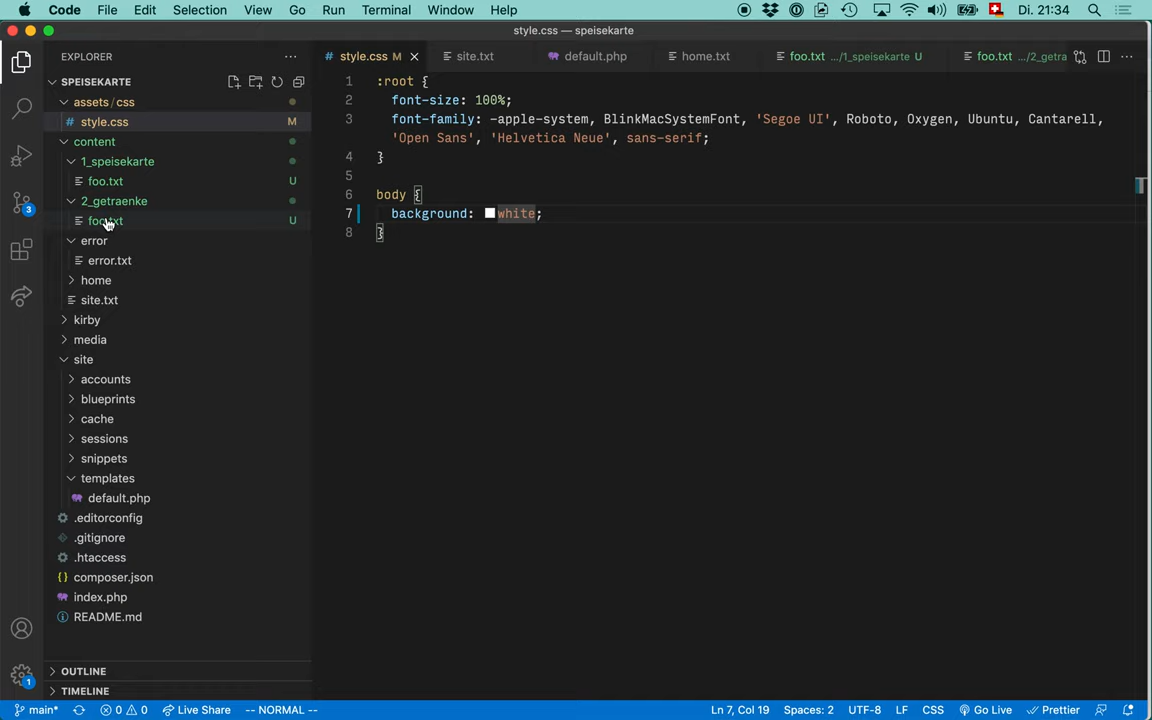 Code File Edit Selection View Go Run Terminal Window Help Di. 21:34
style.css — speisekarte
EXPLORER
style.css M
site.txt
default.php
home.txt
foo.txt .../1_speisekarte U
foo.txt .../2_getra
SPEISEKARTE
assets / css
style.css M
content
1_speisekarte
foo.txt U
2_getraenke
foo.txt U
error
error.txt
home
site.txt
kirby
media
site
accounts
blueprints
cache
sessions
snippets
templates
default.php
.editorconfig
.gitignore
.htaccess
composer.json
index.php
README.md
OUTLINE
TIMELINE
3
1
1 :root {
2 font-size: 100%;
3 font-family: -apple-system, BlinkMacSystemFont, 'Segoe UI', Roboto, Oxygen, Ubuntu, Cantarell,
'Open Sans', 'Helvetica Neue', sans-serif;
4 }
5
6 body {
7 background: white;
8 }
main* 0 0 Live Share -- NORMAL -- Ln 7, Col 19 Spaces: 2 UTF-8 LF CSS Go Live Prettier